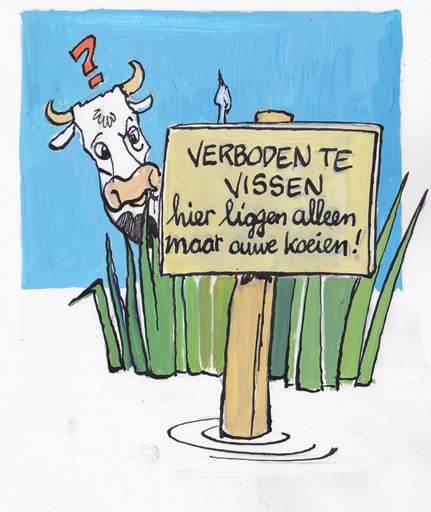 ?
VERBODEN TE
VISSEN
hier liggen alleen
maar ouwe koeien!